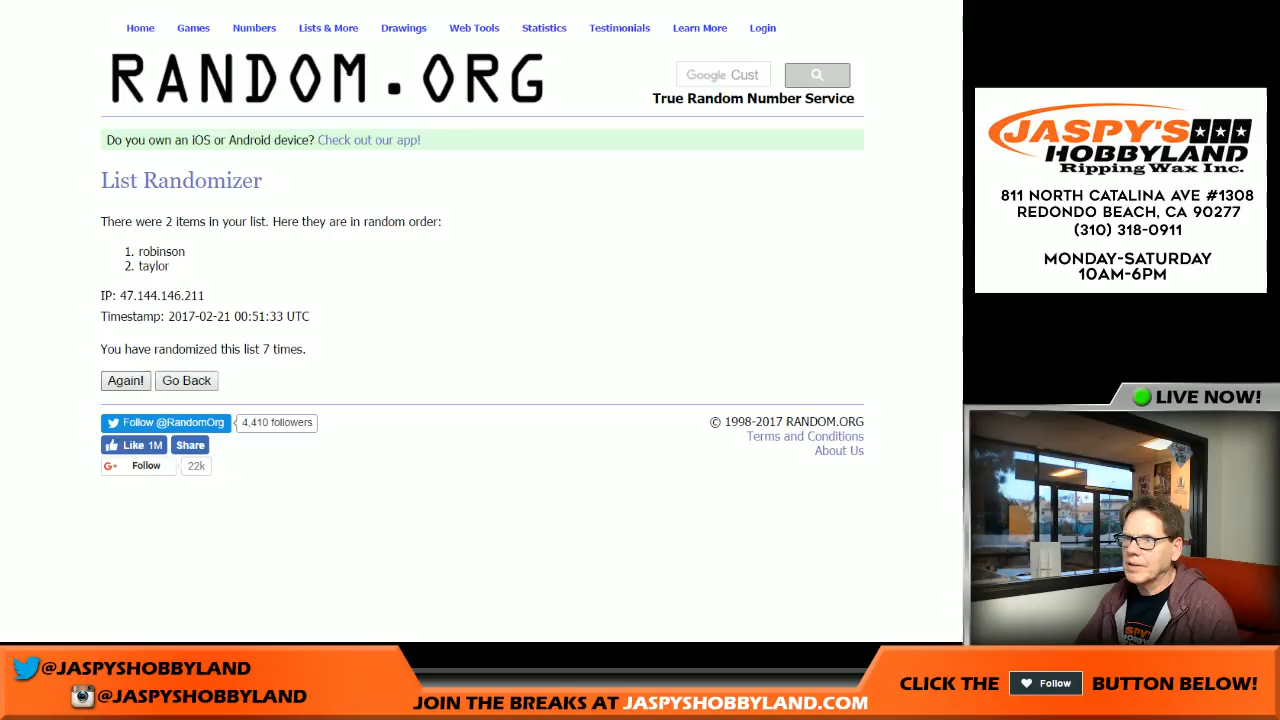 Home Games Numbers Lists & More Drawings Web Tools Statistics Testimonials Learn More Login
RANDOM.ORG
Google Cust
True Random Number Service
Do you own an iOS or Android device? Check out our app!
List Randomizer
There were 2 items in your list. Here they are in random order:
1. robinson
2. taylor
IP: 47.144.146.211
Timestamp: 2017-02-21 00:51:33 UTC
You have randomized this list 7 times.
Again! Go Back
Follow @RandomOrg 4,410 followers
Like 1M Share
G+ Follow 22k
© 1998-2017 RANDOM.ORG
Terms and Conditions
About Us
JASPY'S
HOBBYLAND
Ripping Wax Inc.
811 NORTH CATALINA AVE #1308
REDONDO BEACH, CA 90277
(310) 318-0911
MONDAY-SATURDAY
10AM-6PM
LIVE NOW!
@JASPYSHOBBYLAND
@JASPYSHOBBYLAND
JOIN THE BREAKS AT JASPYSHOBBYLAND.COM
CLICK THE Follow BUTTON BELOW!